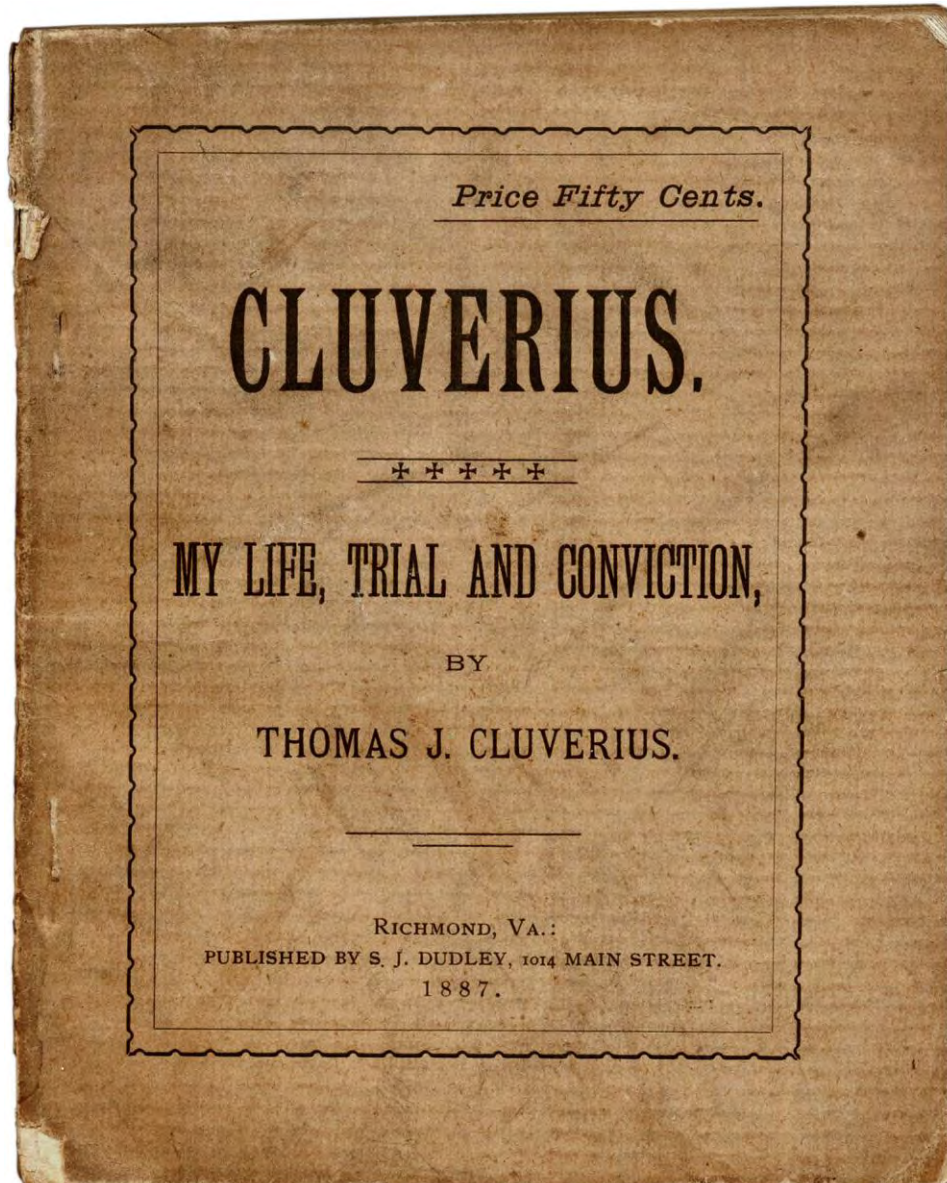 Price Fifty Cents.
CLUVERIUS.
MY LIFE, TRIAL AND CONVICTION,
BY
THOMAS J. CLUVERIUS.
RICHMOND, VA.:
PUBLISHED BY S. J. DUDLEY, 1014 MAIN STREET.
1887.